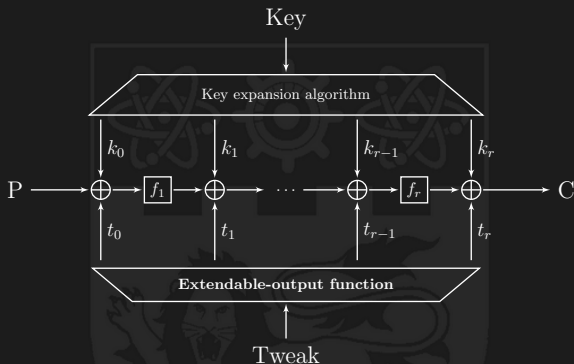 Key
Key expansion algorithm
k₀ k₁ kᵣ₋₁ kᵣ
P f₁ ⋯ fᵣ C
t₀ t₁ tᵣ₋₁ tᵣ
Extendable-output function
Tweak